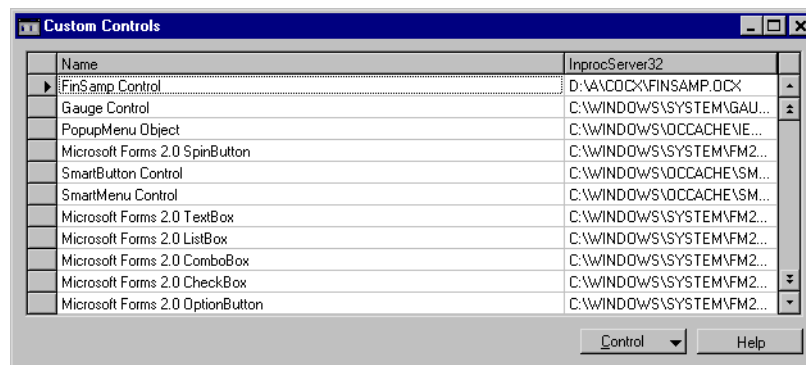 Custom Controls
Name InprocServer32
FinSamp Control D:\A\COCX\FINSAMP.OCX
Gauge Control C:\WINDOWS\SYSTEM\GAU...
PopupMenu Object C:\WINDOWS\OCCACHE\IE...
Microsoft Forms 2.0 SpinButton C:\WINDOWS\SYSTEM\FM2...
SmartButton Control C:\WINDOWS\OCCACHE\SM...
SmartMenu Control C:\WINDOWS\OCCACHE\SM...
Microsoft Forms 2.0 TextBox C:\WINDOWS\SYSTEM\FM2...
Microsoft Forms 2.0 ListBox C:\WINDOWS\SYSTEM\FM2...
Microsoft Forms 2.0 ComboBox C:\WINDOWS\SYSTEM\FM2...
Microsoft Forms 2.0 CheckBox C:\WINDOWS\SYSTEM\FM2...
Microsoft Forms 2.0 OptionButton C:\WINDOWS\SYSTEM\FM2...
Control Help